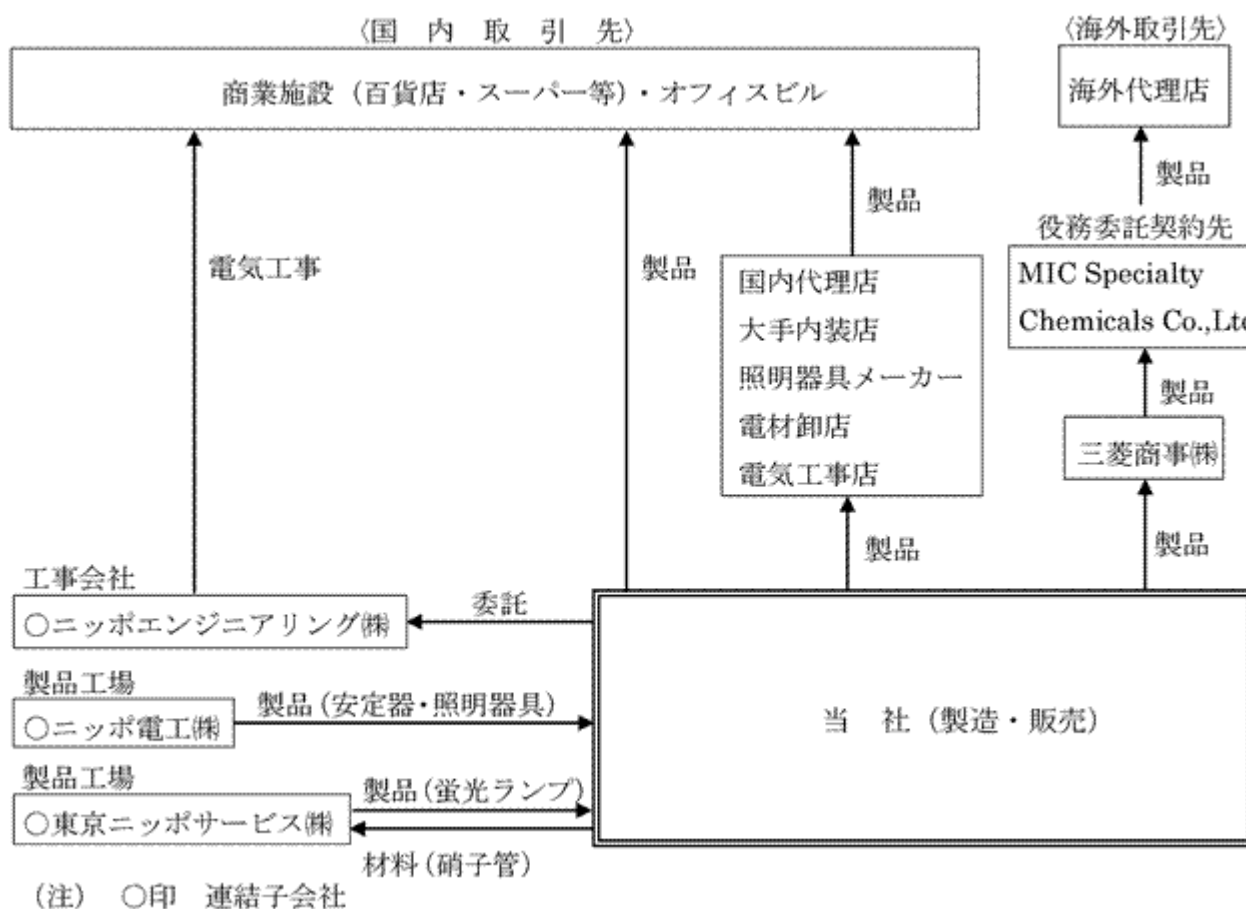 〈国 内 取 引 先〉
〈海外取引先〉
商業施設（百貨店・スーパー等）・オフィスビル
海外代理店
製品
製品
役務委託契約先
電気工事
製品
国内代理店
大手内装店
照明器具メーカー
電材卸店
電気工事店
MIC Specialty
Chemicals Co.,Ltd
製品
三菱商事㈱
製品
製品
工事会社
○ニッポエンジニアリング㈱
委託
製品工場
○ニッポ電工㈱
製品（安定器・照明器具）
当 社（製造・販売）
製品工場
○東京ニッポサービス㈱
製品（蛍光ランプ）
材料（硝子管）
（注） ○印 連結子会社